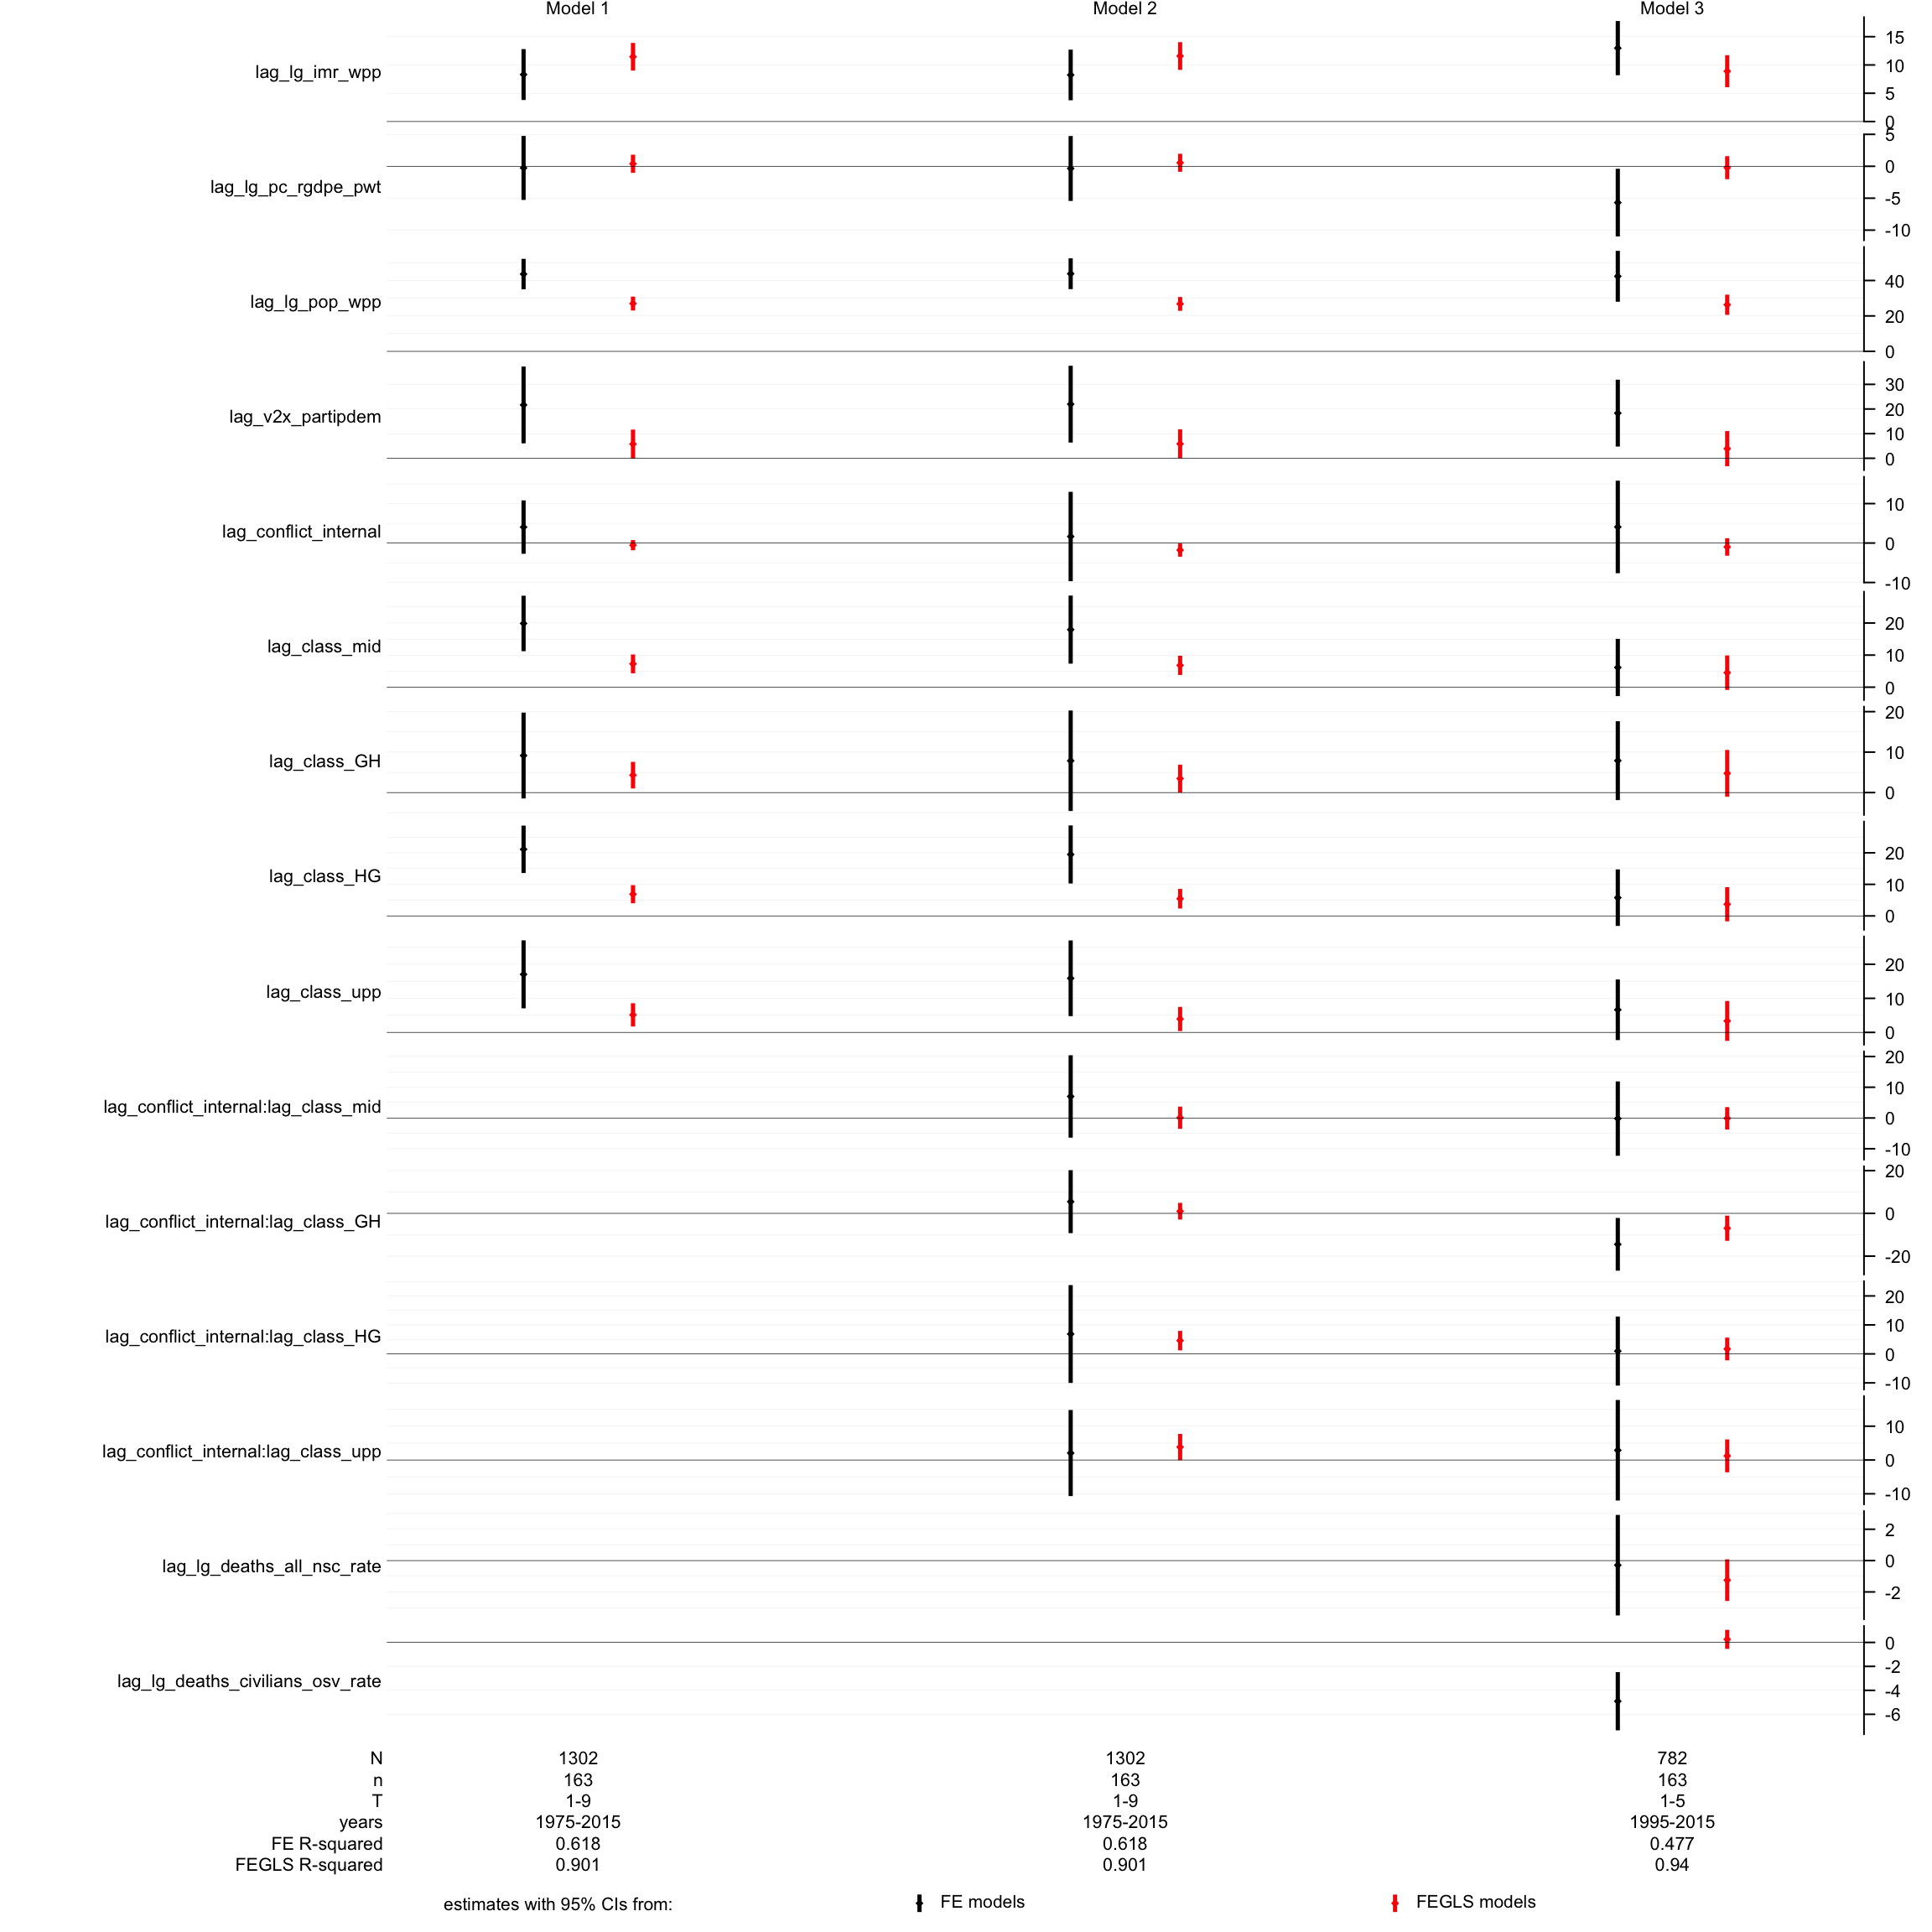 Model 1 Model 2 Model 3
lag_lg_imr_wpp
15
10
5
0
lag_lg_pc_rgdpe_pwt
5
0
-5
-10
lag_lg_pop_wpp
40
20
0
lag_v2x_partipdem
30
20
10
0
lag_conflict_internal
10
0
-10
lag_class_mid
20
10
0
lag_class_GH
20
10
0
lag_class_HG
20
10
0
lag_class_upp
20
10
0
lag_conflict_internal:lag_class_mid
20
10
0
-10
lag_conflict_internal:lag_class_GH
20
0
-20
lag_conflict_internal:lag_class_HG
20
10
0
-10
lag_conflict_internal:lag_class_upp
10
0
-10
lag_lg_deaths_all_nsc_rate
2
0
-2
lag_lg_deaths_civilians_osv_rate
0
-2
-4
-6
N 1302 1302 782
n 163 163 163
T 1-9 1-9 1-5
years 1975-2015 1975-2015 1995-2015
FE R-squared 0.618 0.618 0.477
FEGLS R-squared 0.901 0.901 0.94
estimates with 95% CIs from: FE models FEGLS models